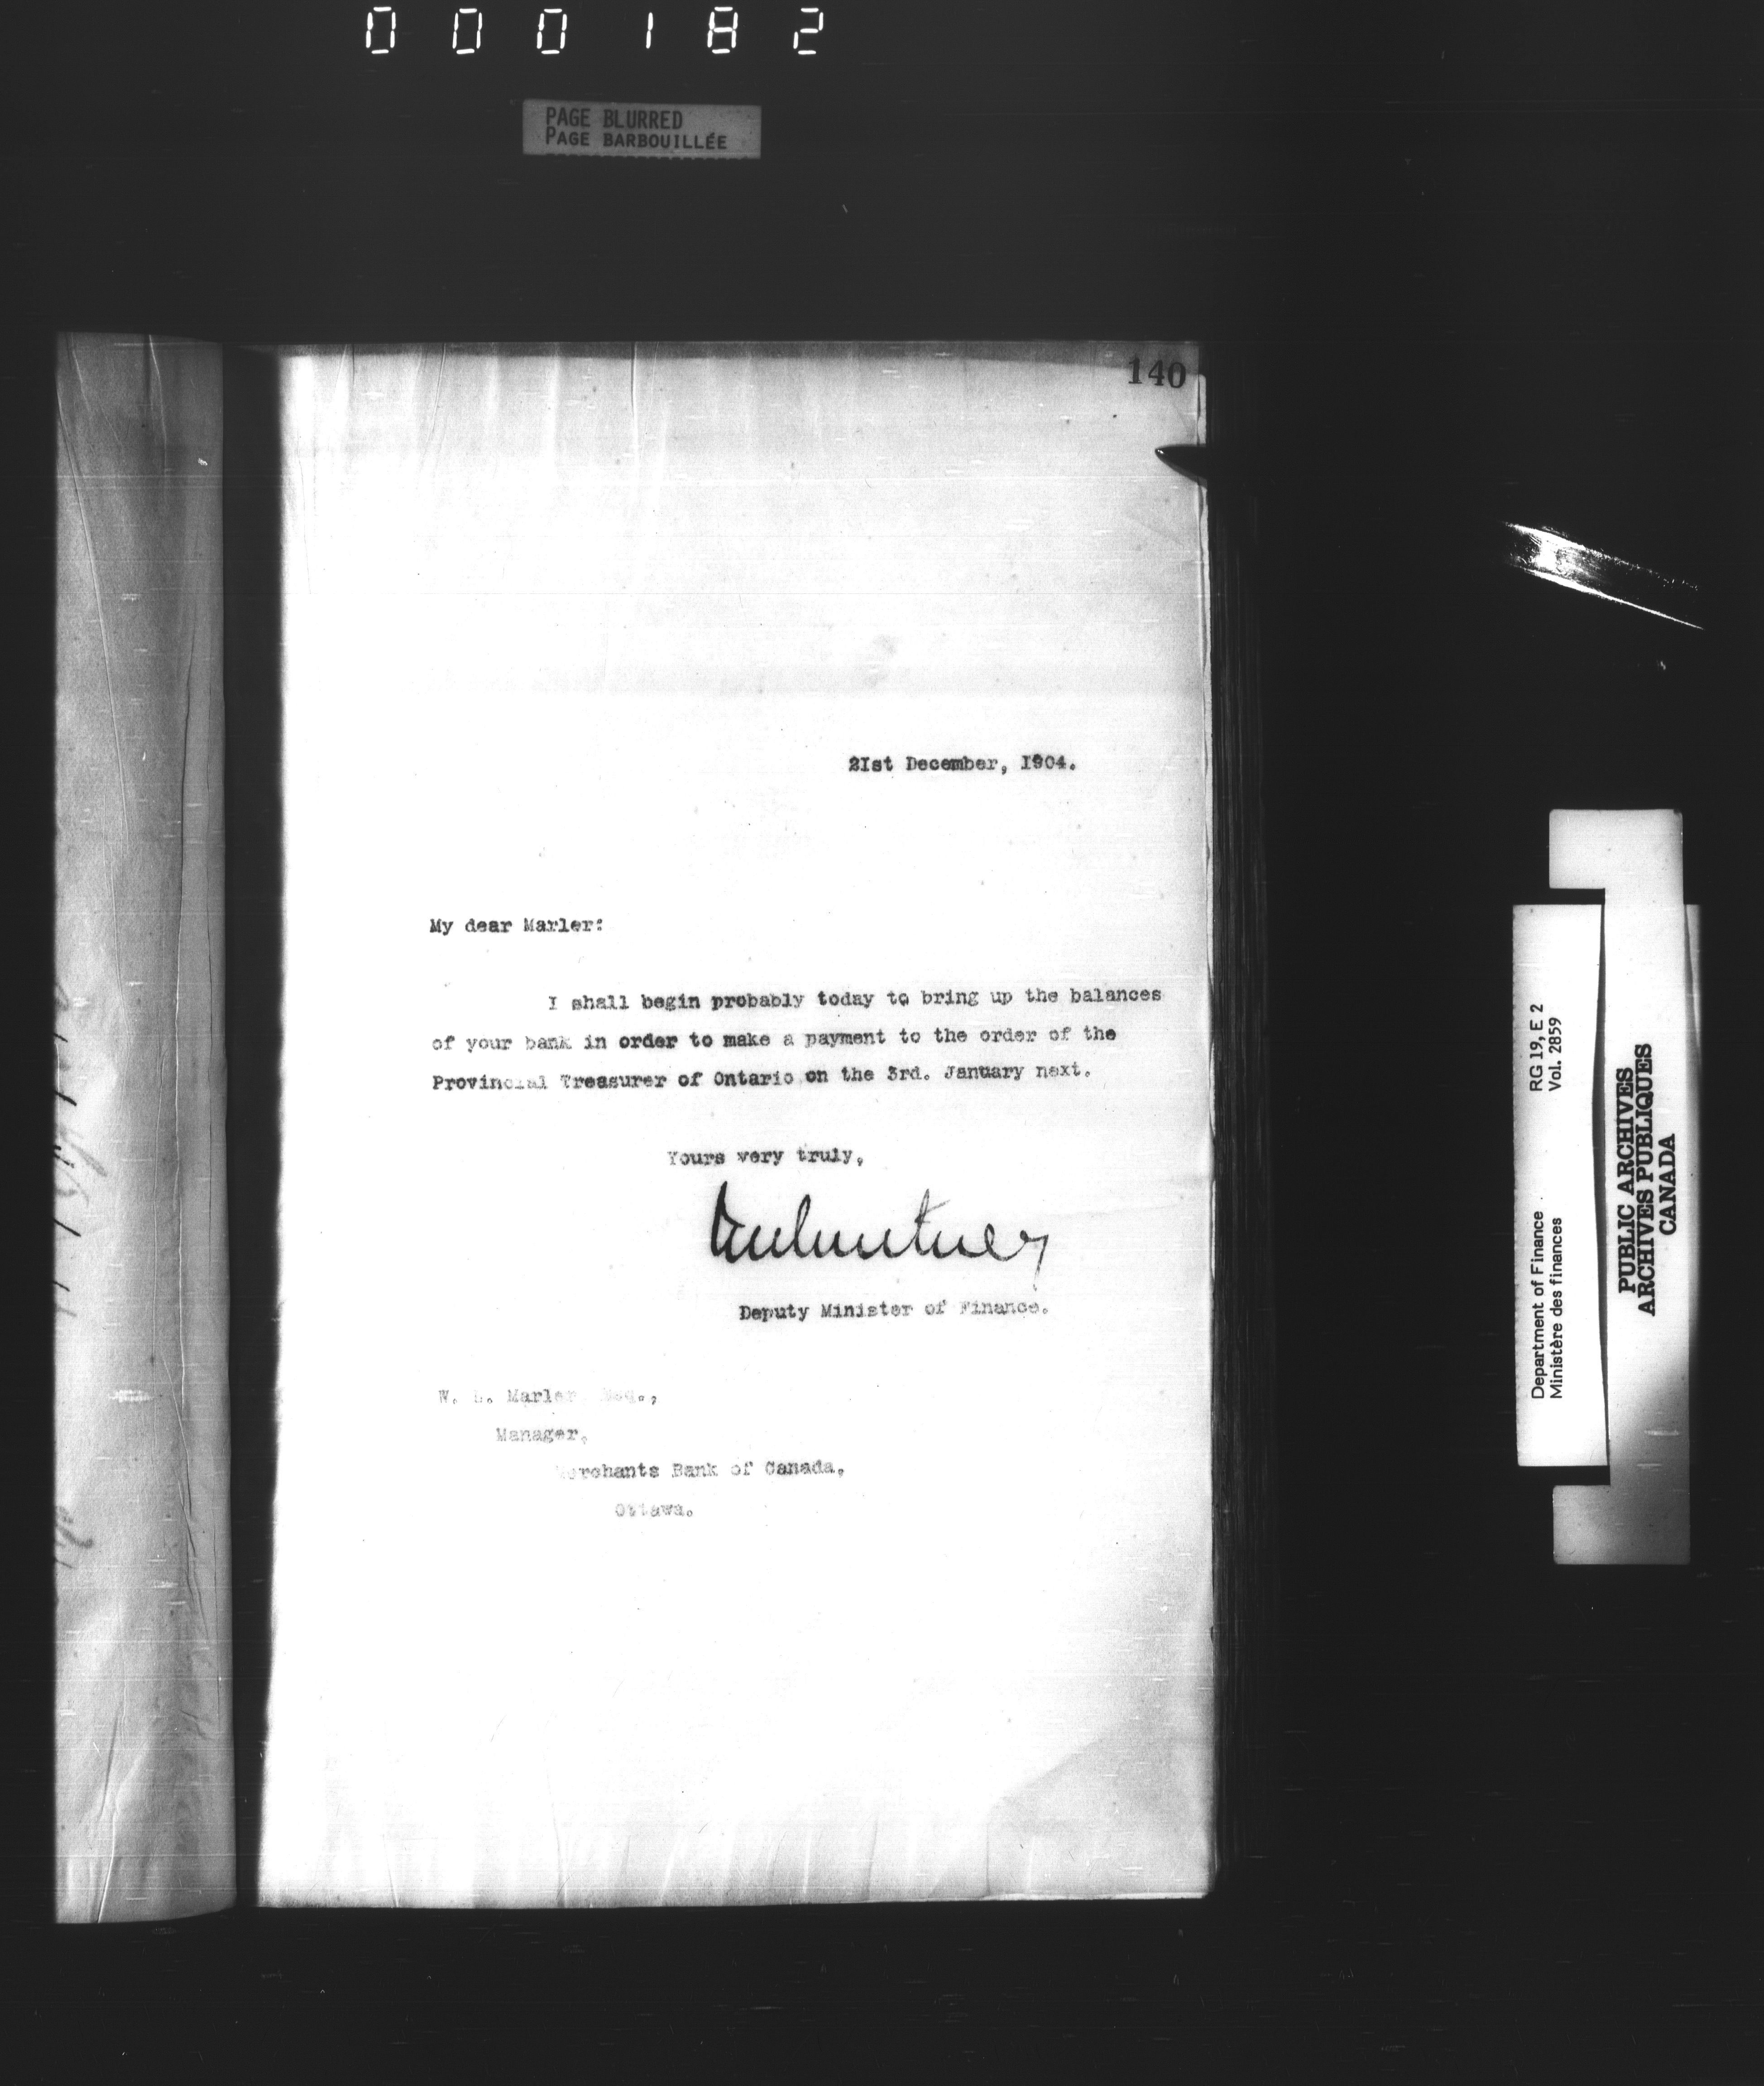 000182
PAGE BLURRED
PAGE BARBOUILLÉE
140
21st December, 1904.
My dear Marler:
I shall begin probably today to bring up the balances
of your bank in order to make a payment to the order of the
Provincial Treasurer of Ontario on the 3rd. January next.
Yours very truly,
Deputy Minister of Finance.
W. Marler Esq.,
Manager,
Merchants Bank of Canada,
Ottawa.
Department of Finance RG 19, E 2
Ministère des finances Vol. 2859
PUBLIC ARCHIVES
ARCHIVES PUBLIQUES
CANADA